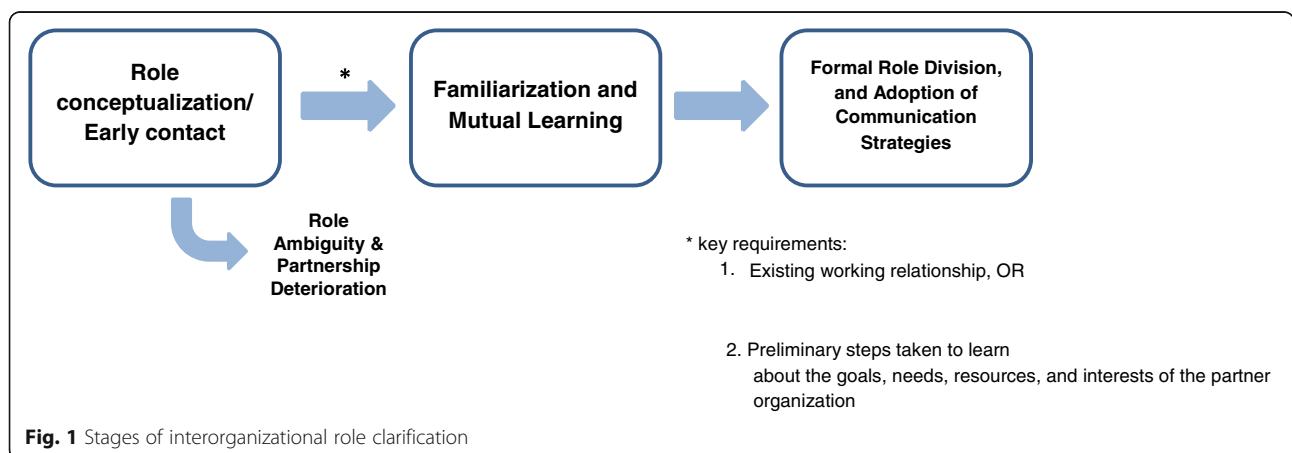 Role
conceptualization/
Early contact
*
Familiarization and
Mutual Learning
Formal Role Division,
and Adoption of
Communication
Strategies
Role
Ambiguity &
Partnership
Deterioration
* key requirements:
1. Existing working relationship, OR
2. Preliminary steps taken to learn
about the goals, needs, resources, and interests of the partner
organization
Fig. 1 Stages of interorganizational role clarification